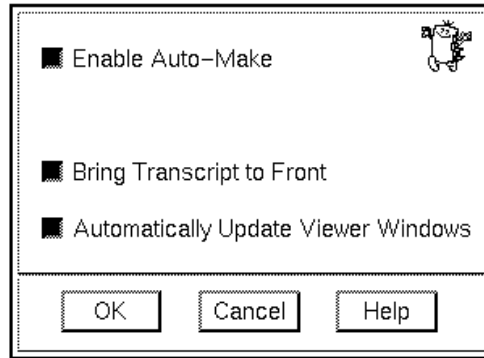 Enable Auto-Make
Bring Transcript to Front
Automatically Update Viewer Windows
OK Cancel Help